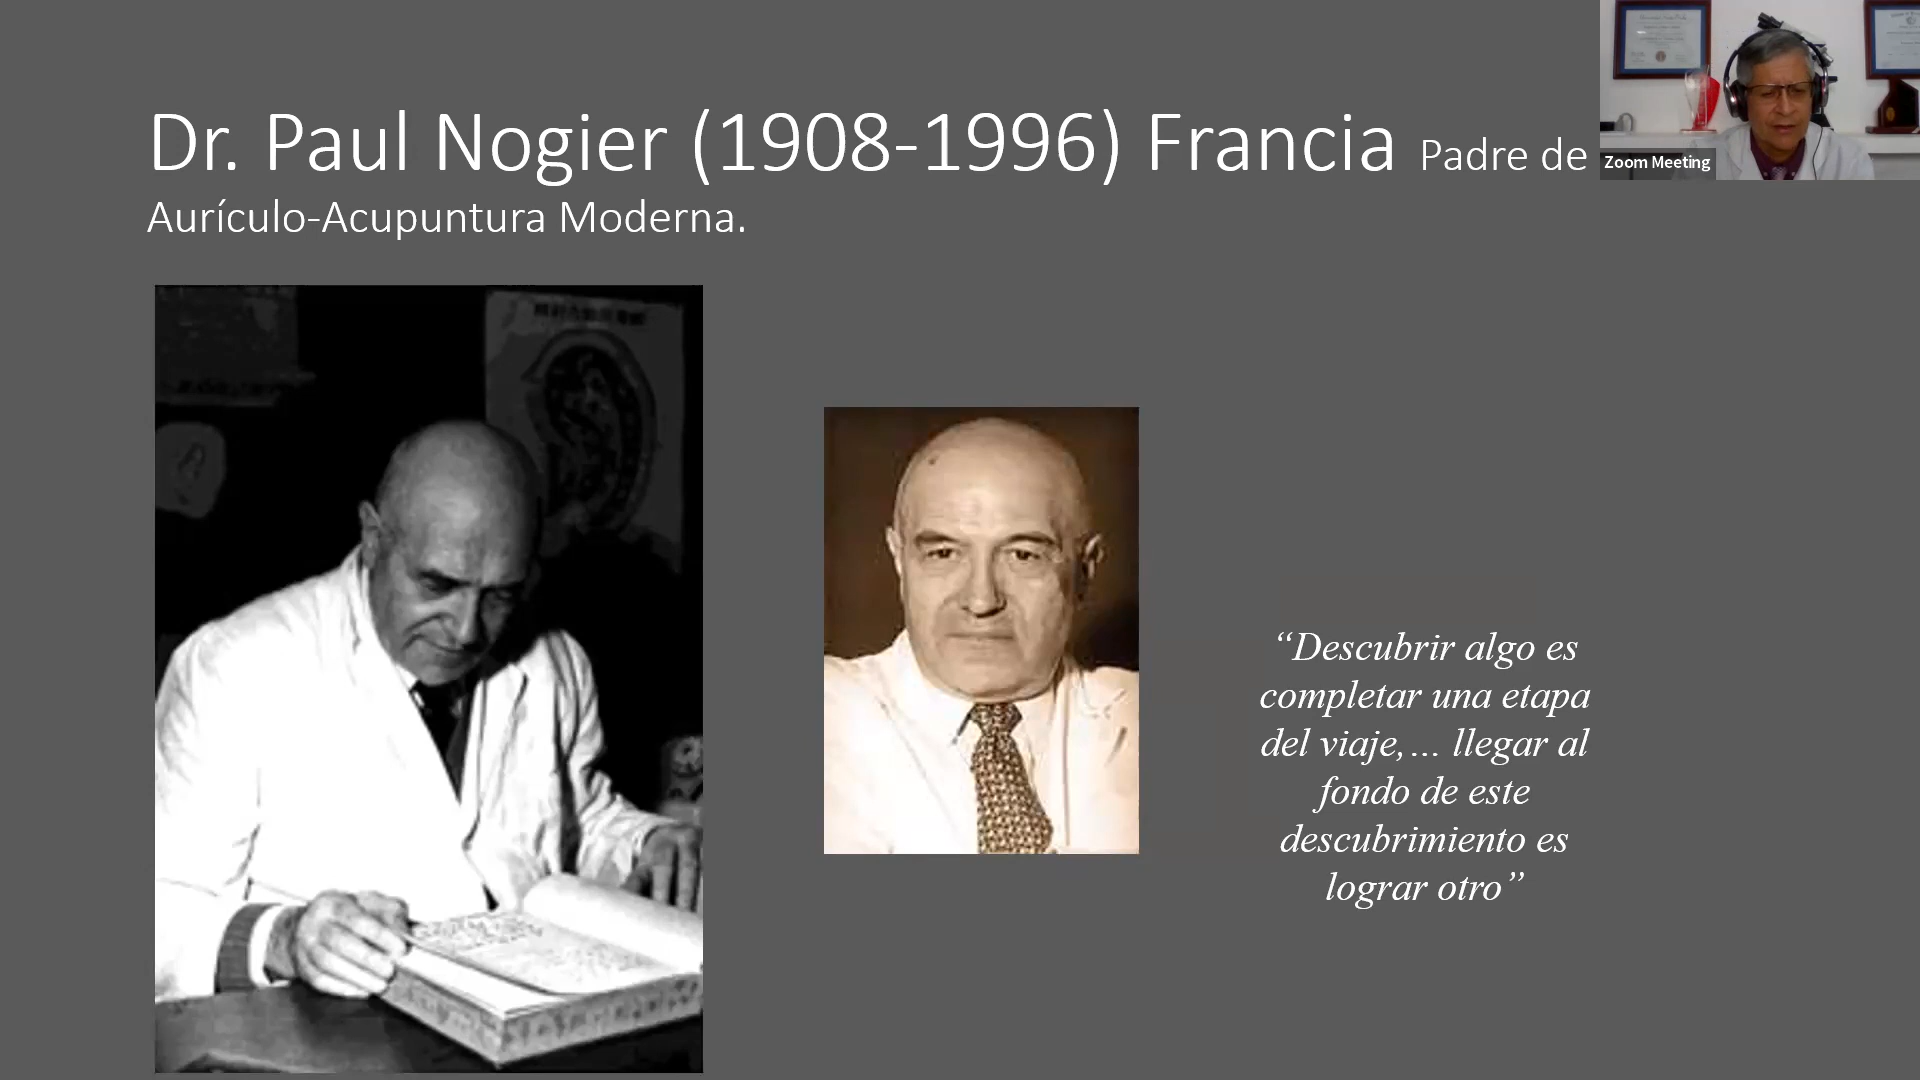 Dr. Paul Nogier (1908-1996) Francia Padre de
Aurículo-Acupuntura Moderna.
Zoom Meeting
“Descubrir algo es
completar una etapa
del viaje,… llegar al
fondo de este
descubrimiento es
lograr otro”